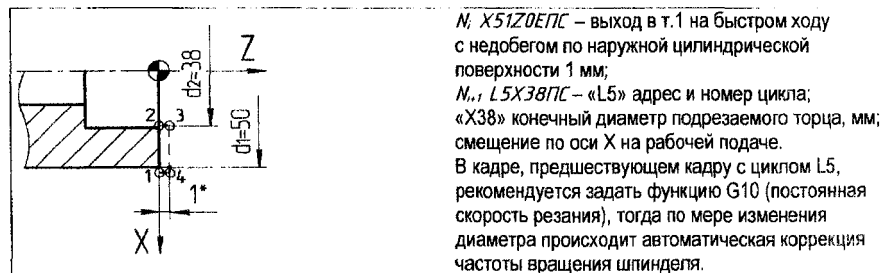 Z
d₂=38
2
3
d₁=50
1
4
1*
X
Nᵢ X51Z0ЕПС – выход в т.1 на быстром ходу
с недобегом по наружной цилиндрической
поверхности 1 мм;
Nᵢ₊₁ L5X38ПС – «L5» адрес и номер цикла;
«X38» конечный диаметр подрезаемого торца, мм;
смещение по оси X на рабочей подаче.
В кадре, предшествующем кадру с циклом L5,
рекомендуется задать функцию G10 (постоянная
скорость резания), тогда по мере изменения
диаметра происходит автоматическая коррекция
частоты вращения шпинделя.